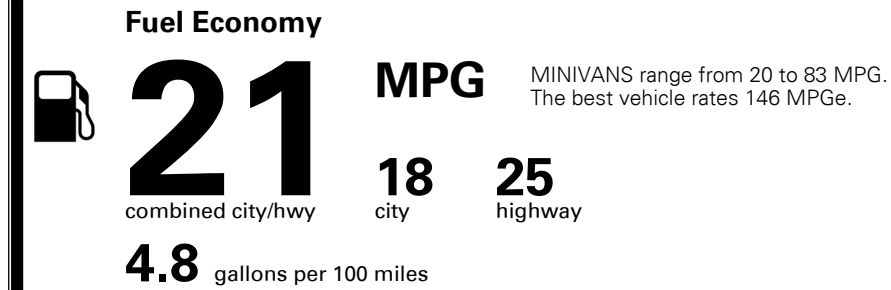 Fuel Economy
21 MPG
MINIVANS range from 20 to 83 MPG.
The best vehicle rates 146 MPGe.
18 25
combined city/hwy city highway
4.8 gallons per 100 miles